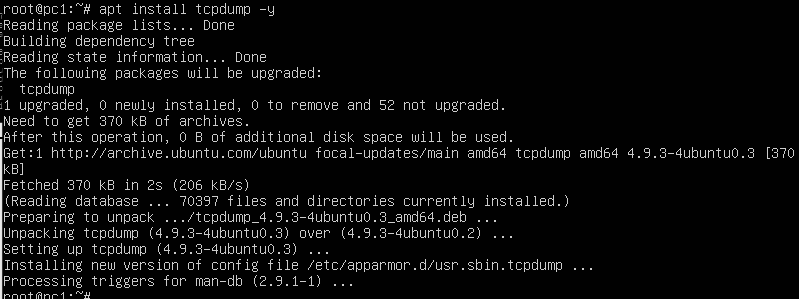 root@pc1:~# apt install tcpdump -y
Reading package lists... Done
Building dependency tree
Reading state information... Done
The following packages will be upgraded:
  tcpdump
1 upgraded, 0 newly installed, 0 to remove and 52 not upgraded.
Need to get 370 kB of archives.
After this operation, 0 B of additional disk space will be used.
Get:1 http://archive.ubuntu.com/ubuntu focal-updates/main amd64 tcpdump amd64 4.9.3-4ubuntu0.3 [370
kB]
Fetched 370 kB in 2s (206 kB/s)
(Reading database ... 70397 files and directories currently installed.)
Preparing to unpack .../tcpdump_4.9.3-4ubuntu0.3_amd64.deb ...
Unpacking tcpdump (4.9.3-4ubuntu0.3) over (4.9.3-4ubuntu0.2) ...
Setting up tcpdump (4.9.3-4ubuntu0.3) ...
Installing new version of config file /etc/apparmor.d/usr.sbin.tcpdump ...
Processing triggers for man-db (2.9.1-1) ...
root@pc1:~#